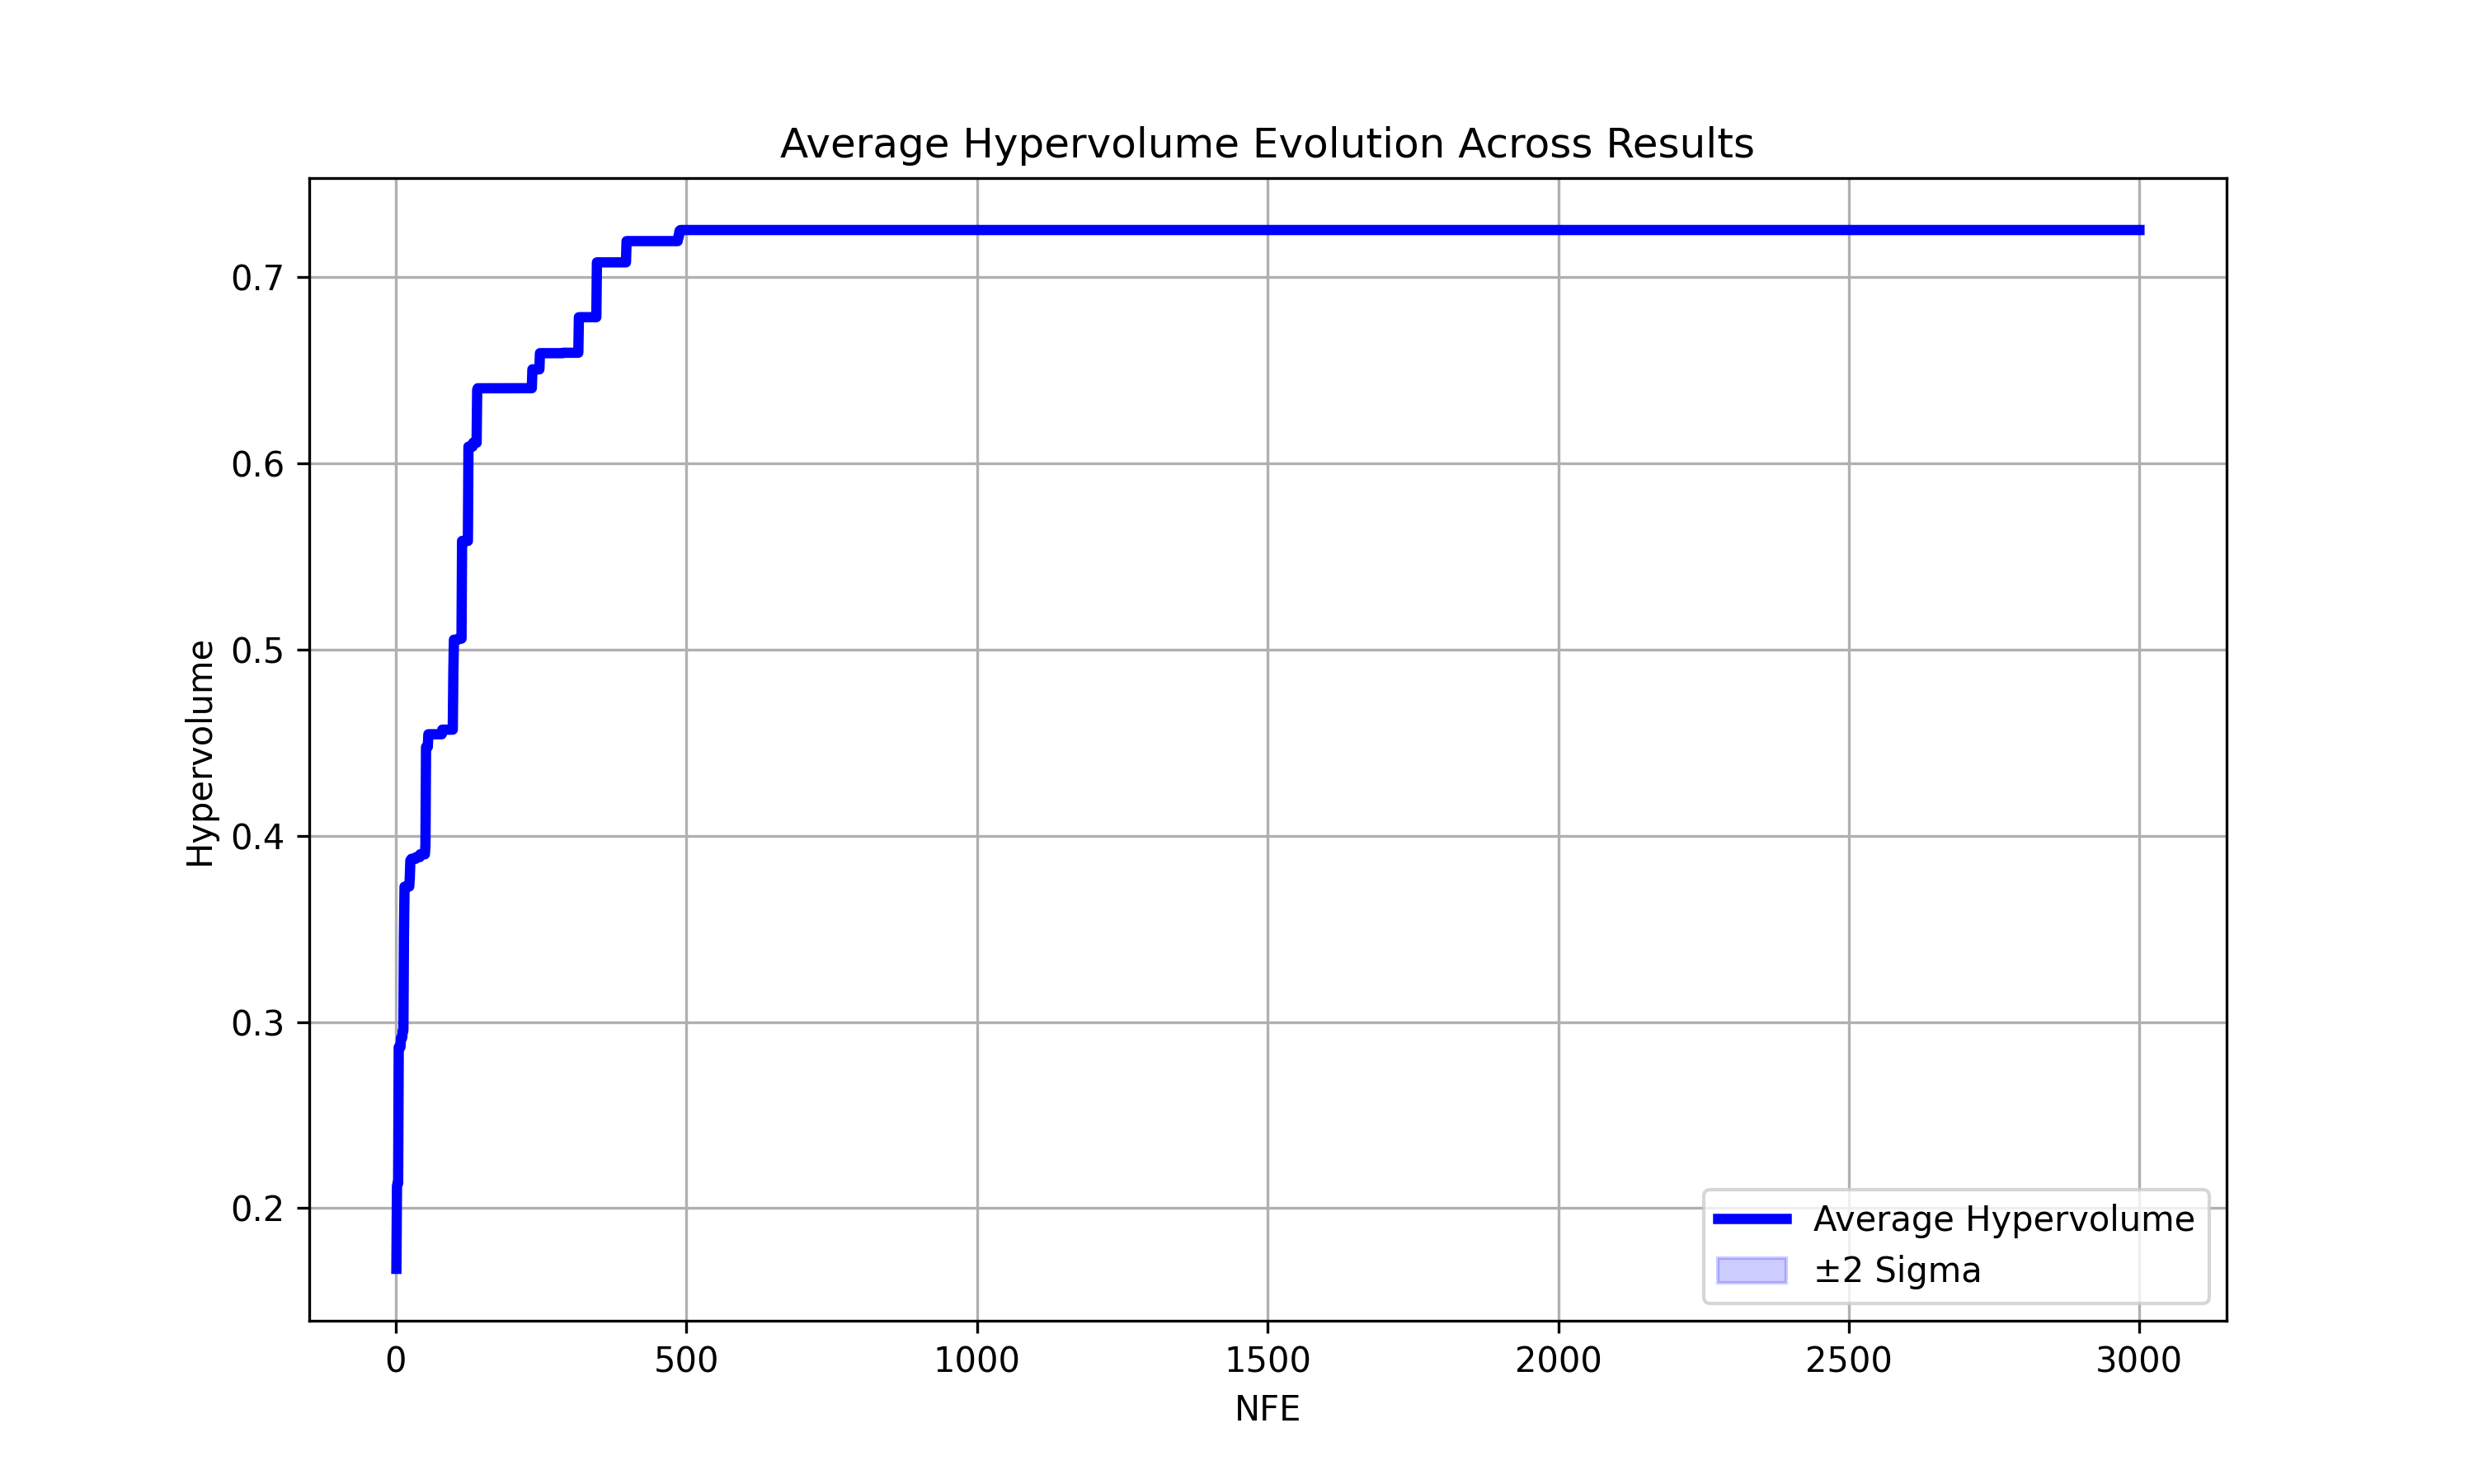 Average Hypervolume Evolution Across Results
Hypervolume
0.7
0.6
0.5
0.4
0.3
0.2
Average Hypervolume
±2 Sigma
0 500 1000 1500 2000 2500 3000
NFE